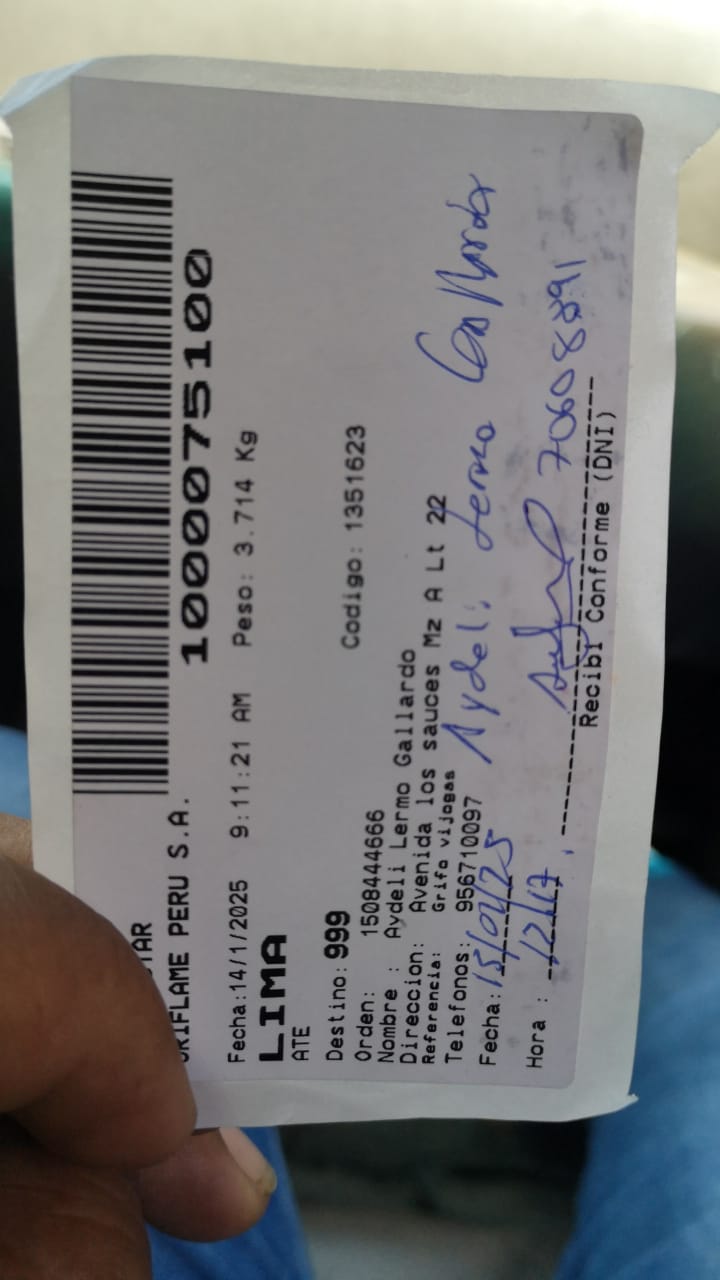 TAR
ORIFLAME PERU S.A.
1000075100
Fecha:14/1/2025 9:11:21 AM Peso: 3.714 Kg
LIMA
ATE
Destino: 999
Orden: 1508444666 Codigo: 1351623
Nombre : Aydeli Lermo Gallardo
Direccion: Avenida los sauces Mz A Lt 22
Referencia: Grifo vijogas
Telefonos: 956710097
Fecha: 15/01/25 Aydeli Lermo Gallardo
Hora : 12:17 70608891
Recibi Conforme (DNI)